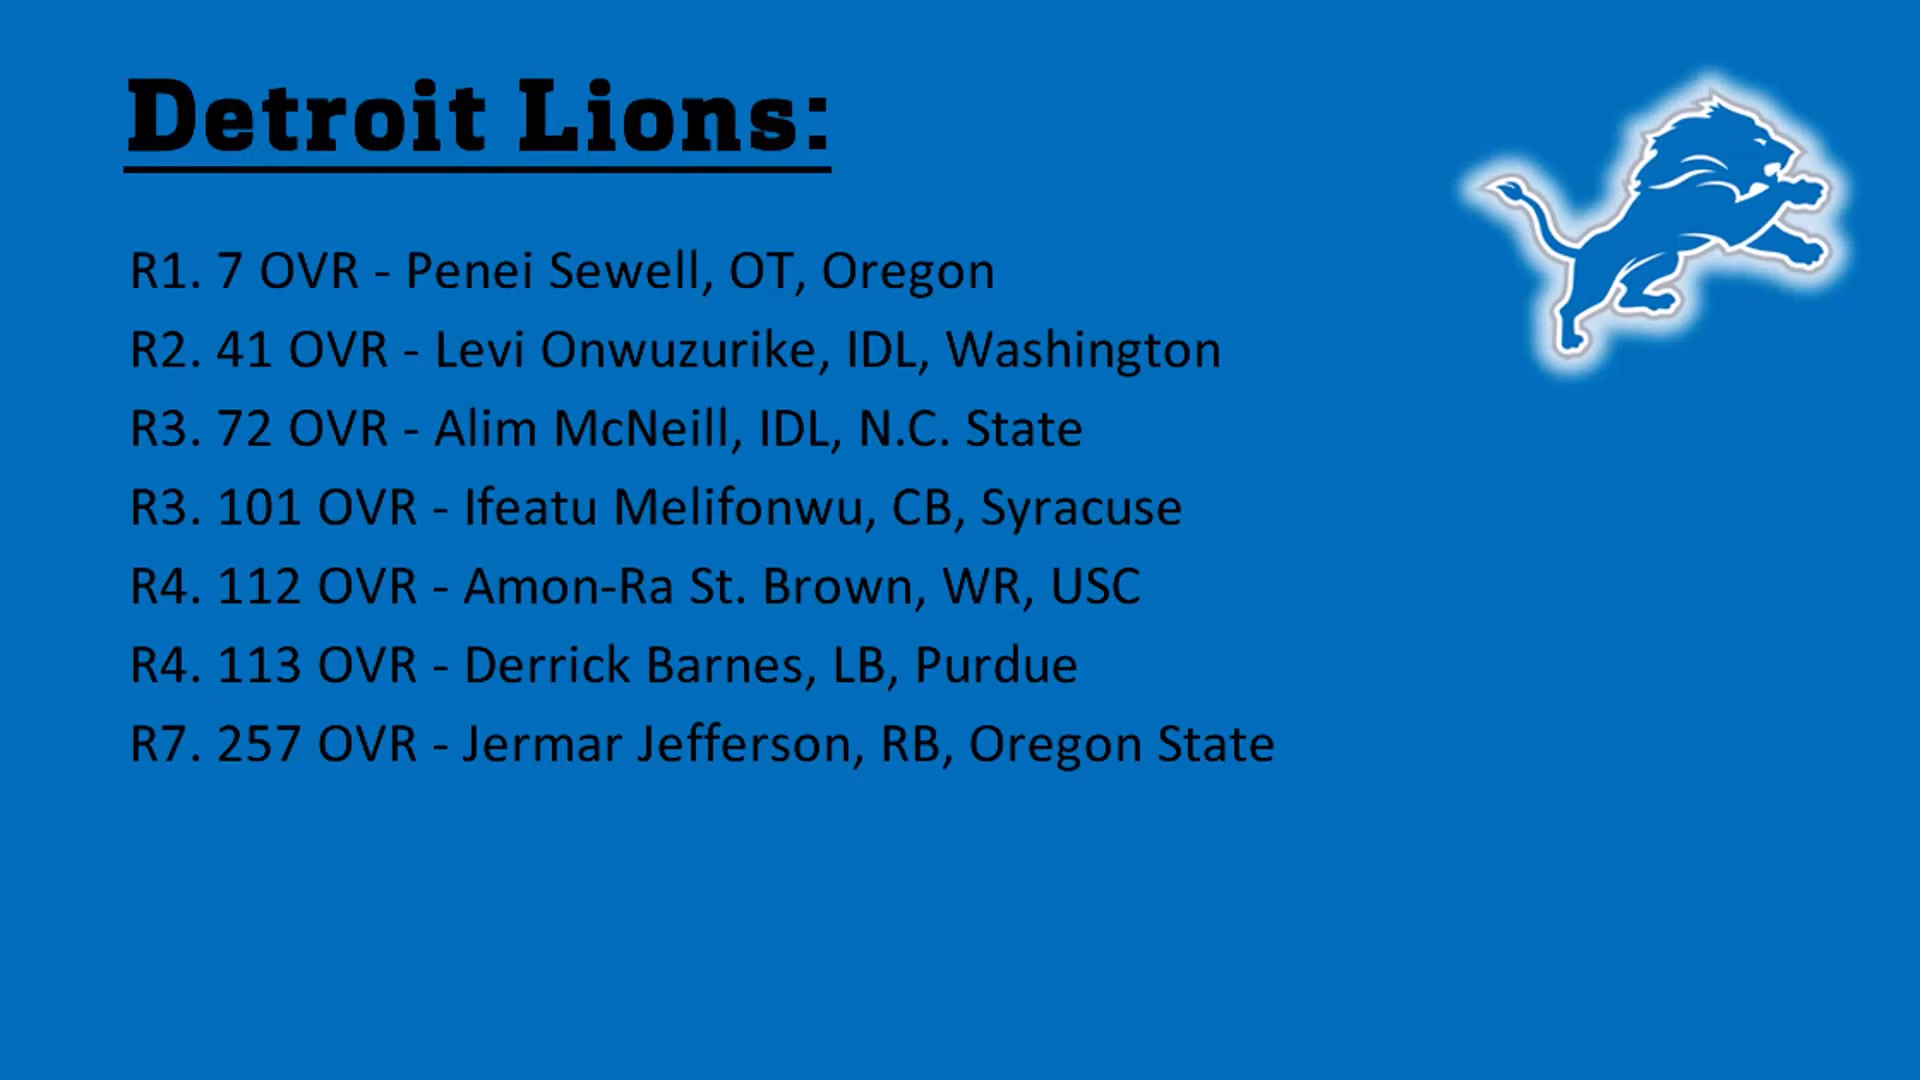 Detroit Lions:
R1. 7 OVR - Penei Sewell, OT, Oregon
R2. 41 OVR - Levi Onwuzurike, IDL, Washington
R3. 72 OVR - Alim McNeill, IDL, N.C. State
R3. 101 OVR - Ifeatu Melifonwu, CB, Syracuse
R4. 112 OVR - Amon-Ra St. Brown, WR, USC
R4. 113 OVR - Derrick Barnes, LB, Purdue
R7. 257 OVR - Jermar Jefferson, RB, Oregon State